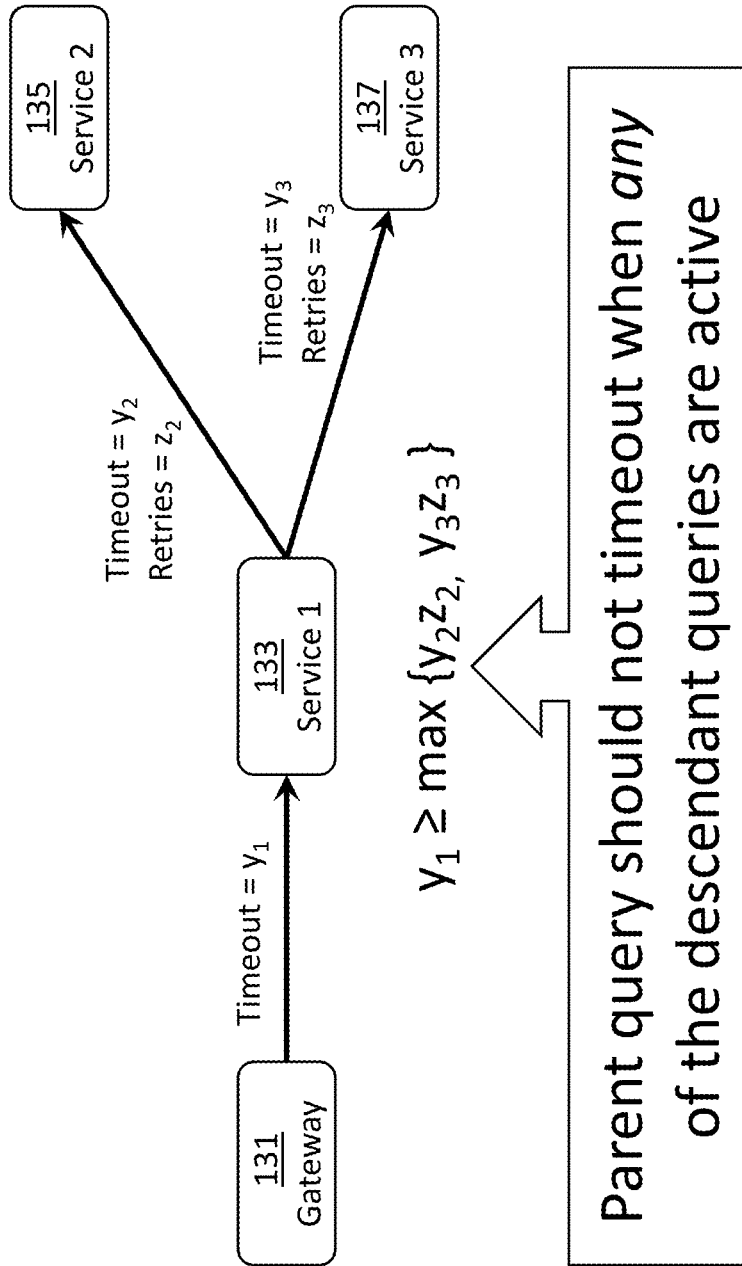 131
Gateway
Timeout = y₁
133
Service 1
Timeout = y₂
Retries = z₂
135
Service 2
Timeout = y₃
Retries = z₃
137
Service 3
y₁ ≥ max {y₂z₂, y₃z₃ }
Parent query should not timeout when any
of the descendant queries are active